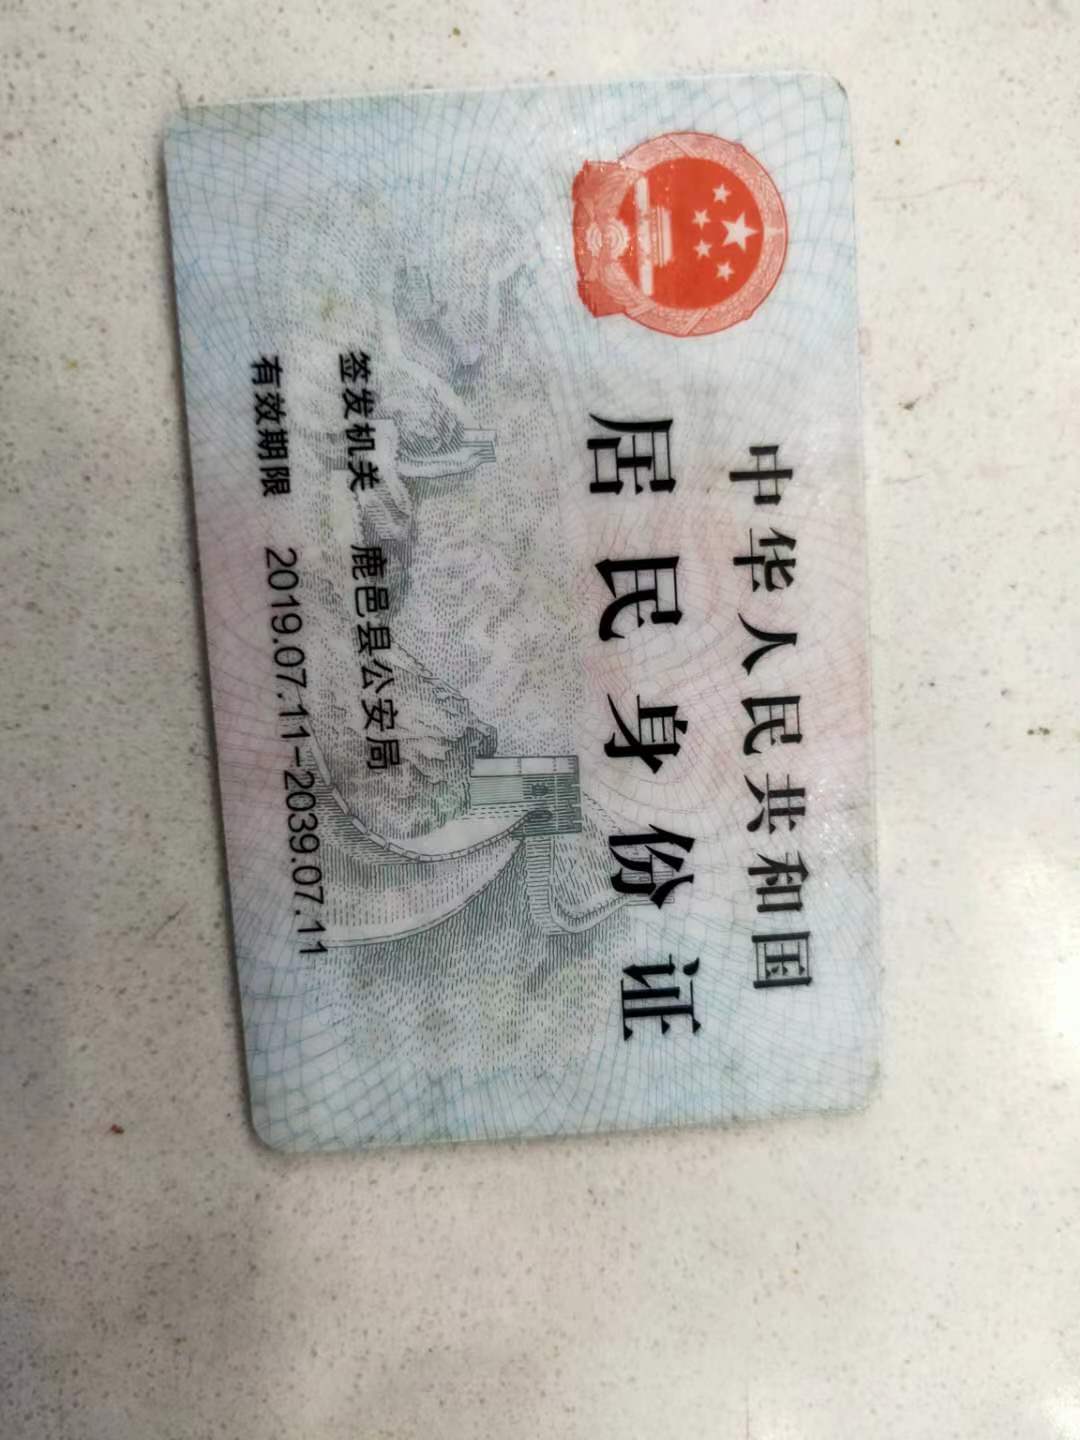 中华人民共和国
居民身份证
签发机关 鹿邑县公安局
有效期限 2019.07.11-2039.07.11